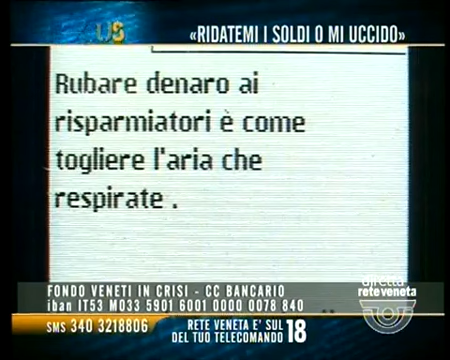 US
«RIDATEMI I SOLDI O MI UCCIDO»
Rubare denaro ai
risparmiatori è come
togliere l'aria che
respirate .
diretta
reteveneta
FONDO VENETI IN CRISI - CC BANCARIO
iban IT53 M033 5901 6001 0000 0078 840
SMS 340 3218806
RETE VENETA E' SUL
DEL TUO TELECOMANDO 18